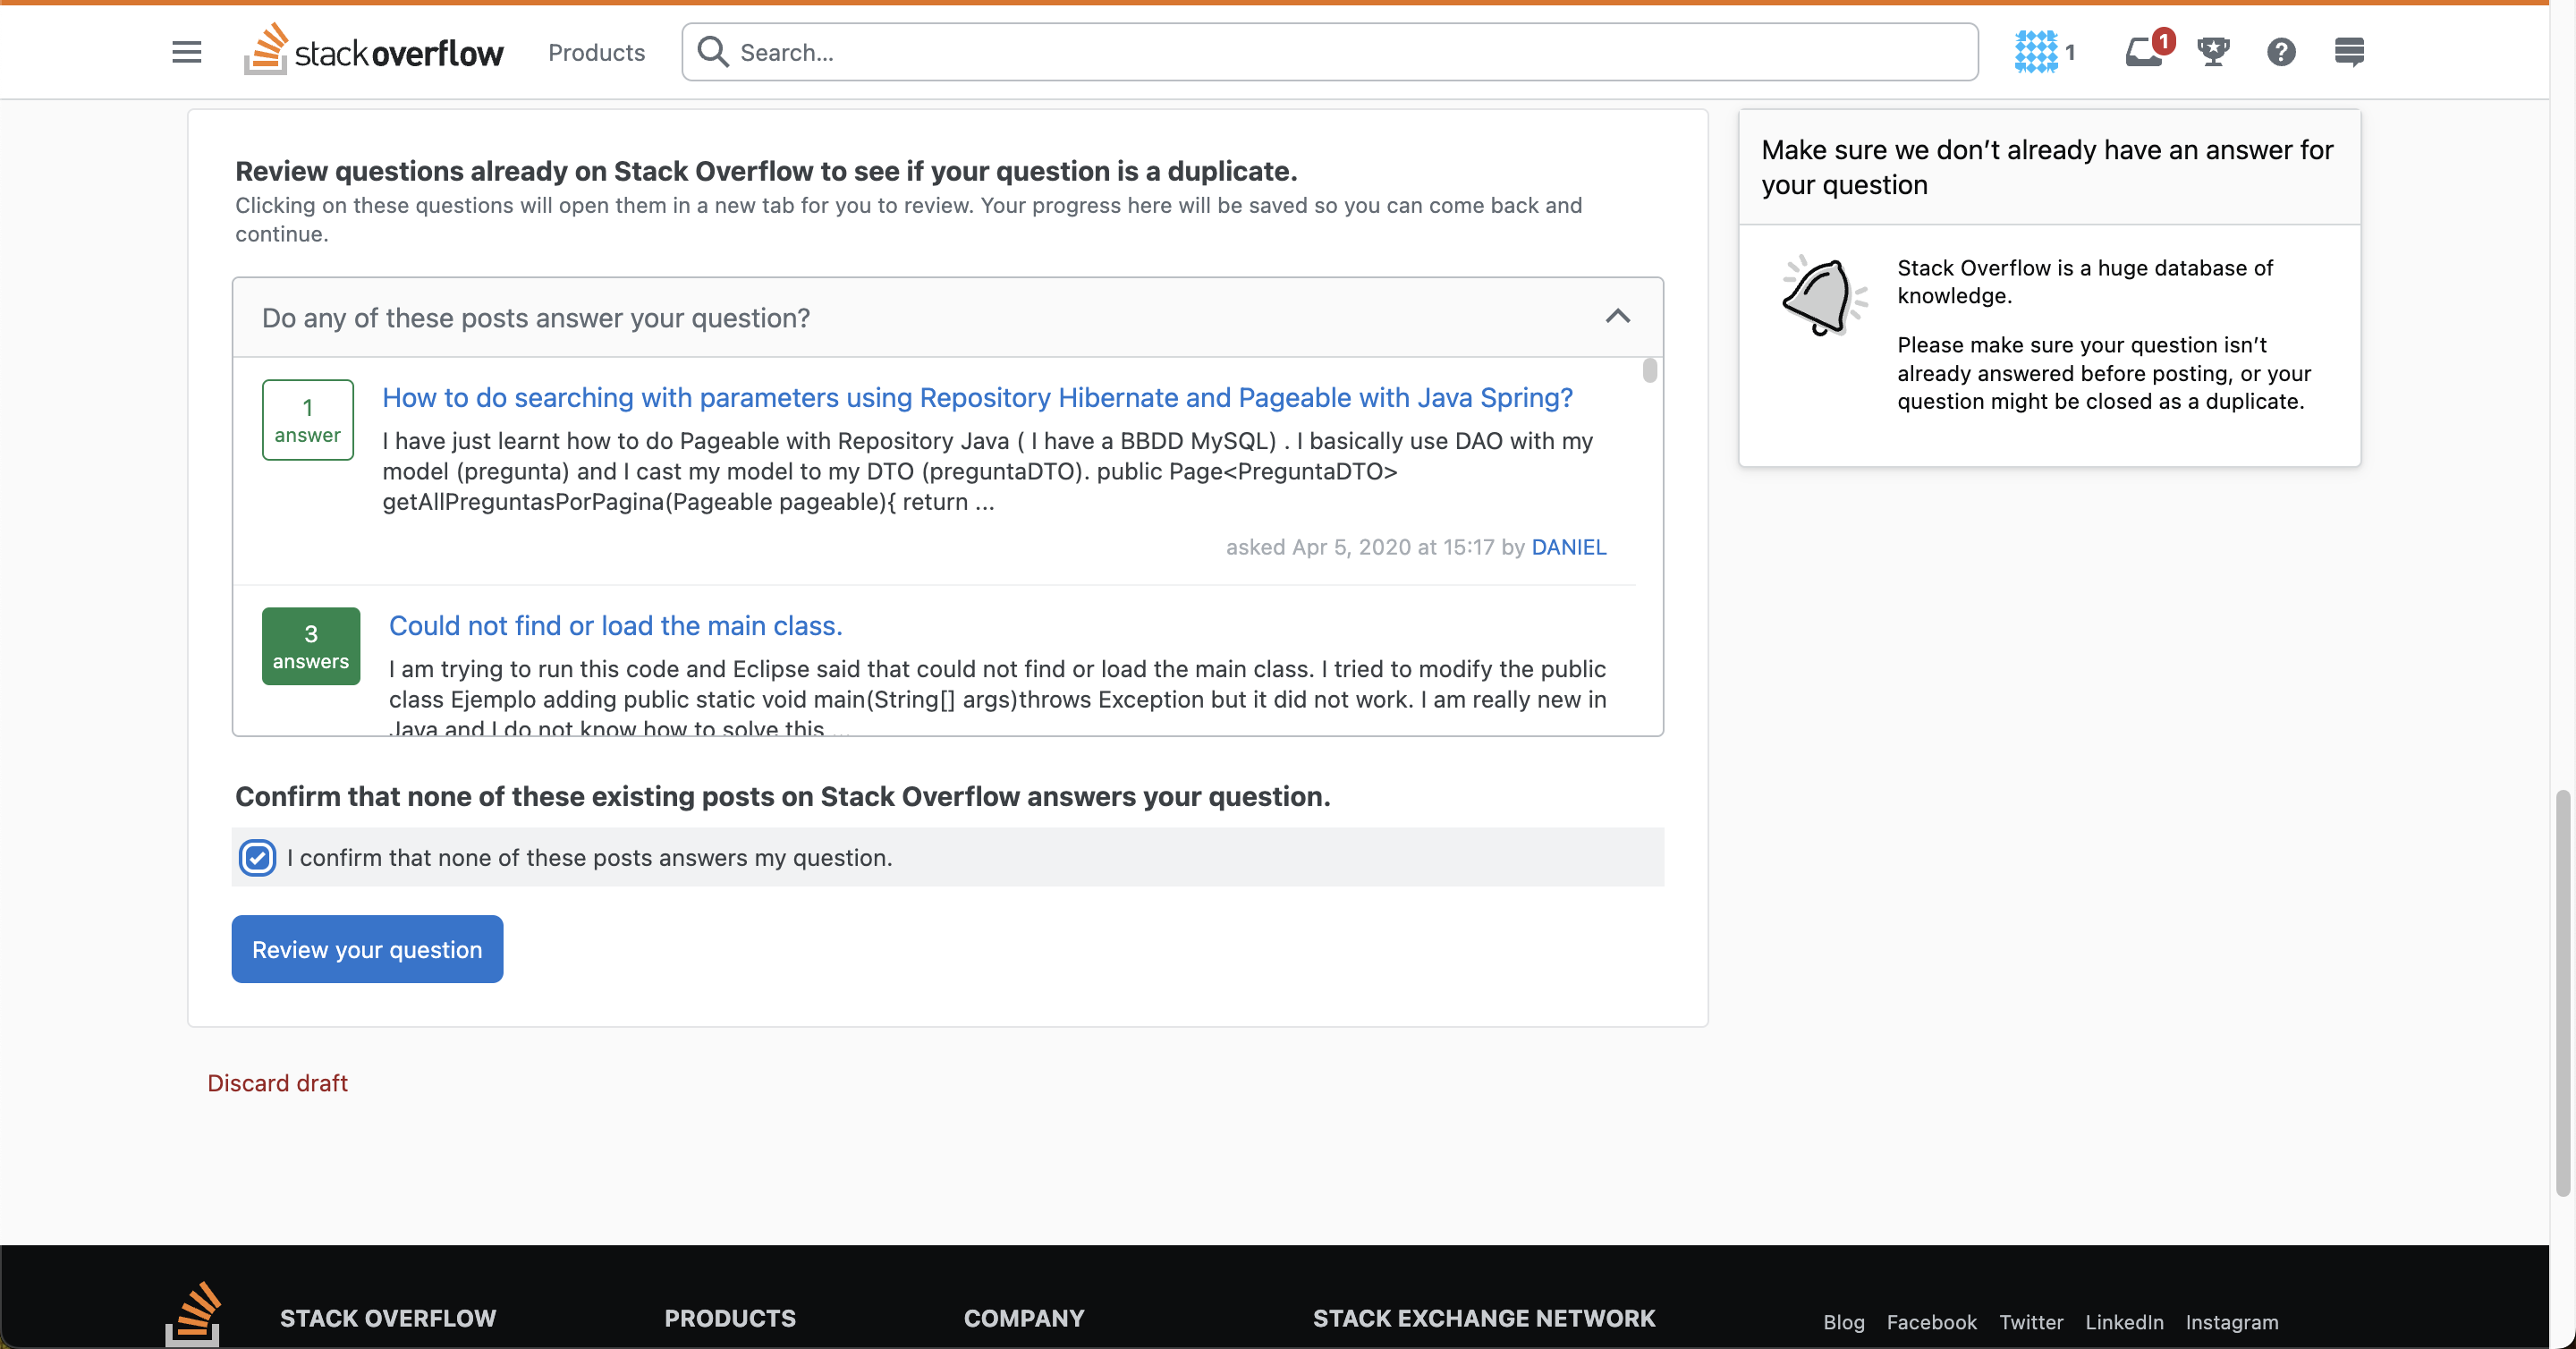 stackoverflow
Products
Search...
1
1
Review questions already on Stack Overflow to see if your question is a duplicate.
Clicking on these questions will open them in a new tab for you to review. Your progress here will be saved so you can come back and
continue.
Do any of these posts answer your question?
1
answer
How to do searching with parameters using Repository Hibernate and Pageable with Java Spring?
I have just learnt how to do Pageable with Repository Java ( I have a BBDD MySQL) . I basically use DAO with my
model (pregunta) and I cast my model to my DTO (preguntaDTO). public Page<PreguntaDTO>
getAllPreguntasPorPagina(Pageable pageable){ return ...
asked Apr 5, 2020 at 15:17 by DANIEL
3
answers
Could not find or load the main class.
I am trying to run this code and Eclipse said that could not find or load the main class. I tried to modify the public
class Ejemplo adding public static void main(String[] args)throws Exception but it did not work. I am really new in
Java and I do not know how to solve this ...
Confirm that none of these existing posts on Stack Overflow answers your question.
I confirm that none of these posts answers my question.
Review your question
Discard draft
Make sure we don't already have an answer for
your question
Stack Overflow is a huge database of
knowledge.
Please make sure your question isn't
already answered before posting, or your
question might be closed as a duplicate.
STACK OVERFLOW
PRODUCTS
COMPANY
STACK EXCHANGE NETWORK
Blog Facebook Twitter LinkedIn Instagram